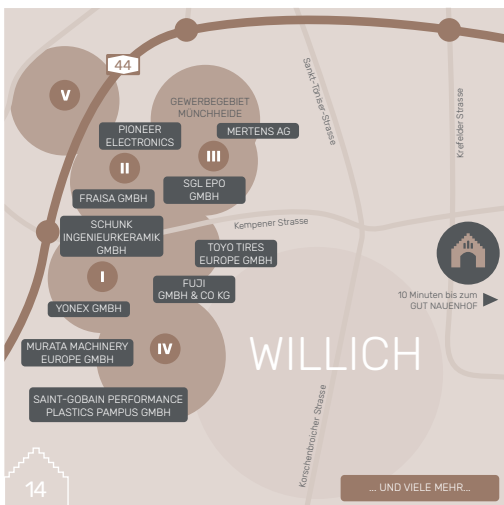 44
V
GEWERBEGEBIET
MÜNCHHEIDE
PIONEER
ELECTRONICS
MERTENS AG
III
II
FRAISA GMBH
SGL EPO
GMBH
SCHUNK
INGENIEURKERAMIK
GMBH
Sankt-Töniser-Strasse
Krefelder Strasse
Kempener Strasse
TOYO TIRES
EUROPE GMBH
I
FUJI
GMBH & CO KG
YONEX GMBH
10 Minuten bis zum
GUT NAUENHOF
MURATA MACHINERY
EUROPE GMBH
IV
WILLICH
SAINT-GOBAIN PERFORMANCE
PLASTICS PAMPUS GMBH
Korschenbroicher Strasse
14
... UND VIELE MEHR...